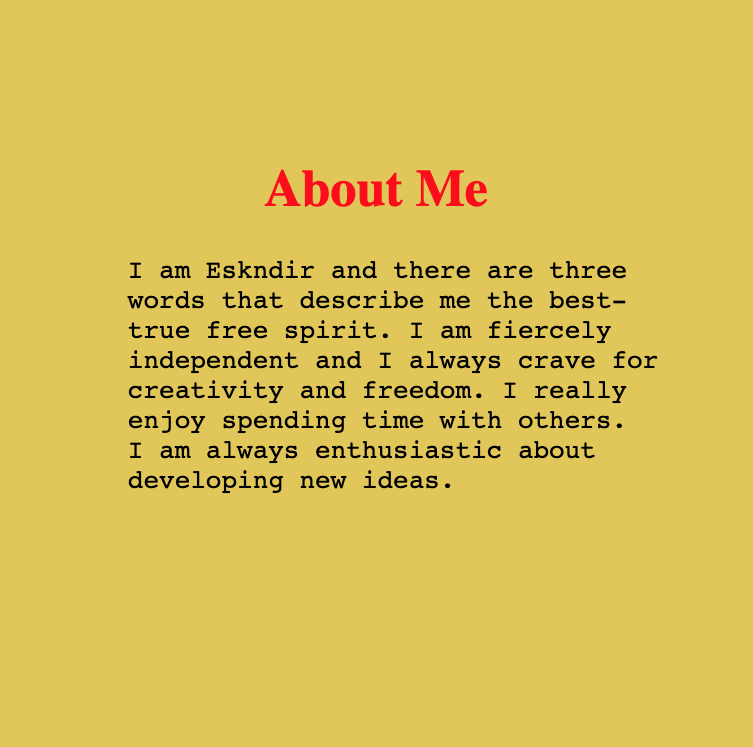 About Me
I am Eskndir and there are three
words that describe me the best-
true free spirit. I am fiercely
independent and I always crave for
creativity and freedom. I really
enjoy spending time with others.
I am always enthusiastic about
developing new ideas.